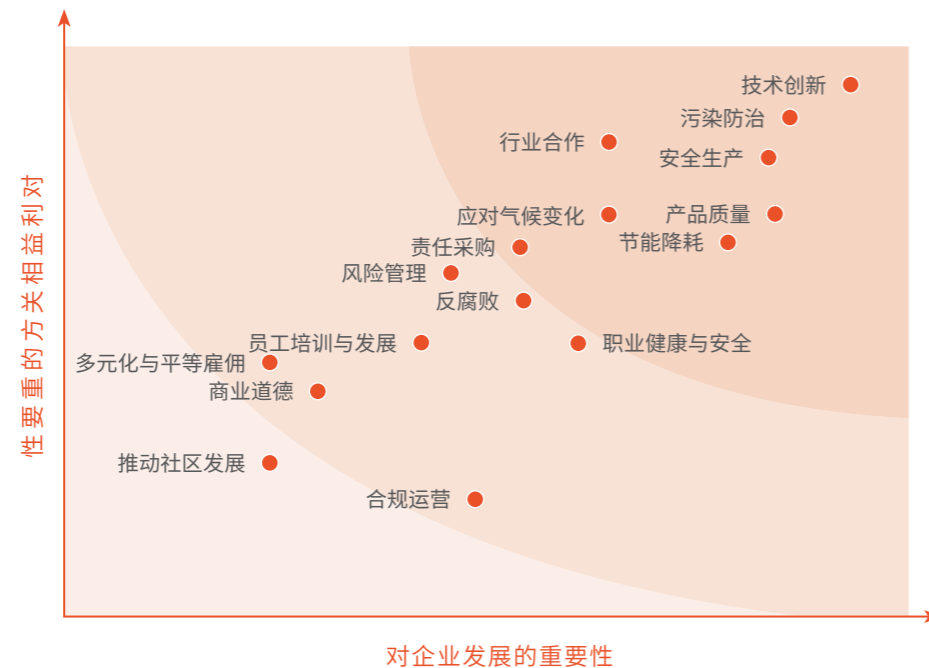 技术创新
污染防治
行业合作
安全生产
应对气候变化
产品质量
节能降耗
责任采购
风险管理
反腐败
员工培训与发展
职业健康与安全
多元化与平等雇佣
商业道德
推动社区发展
合规运营
对利益相关方的重要性
对企业发展的重要性